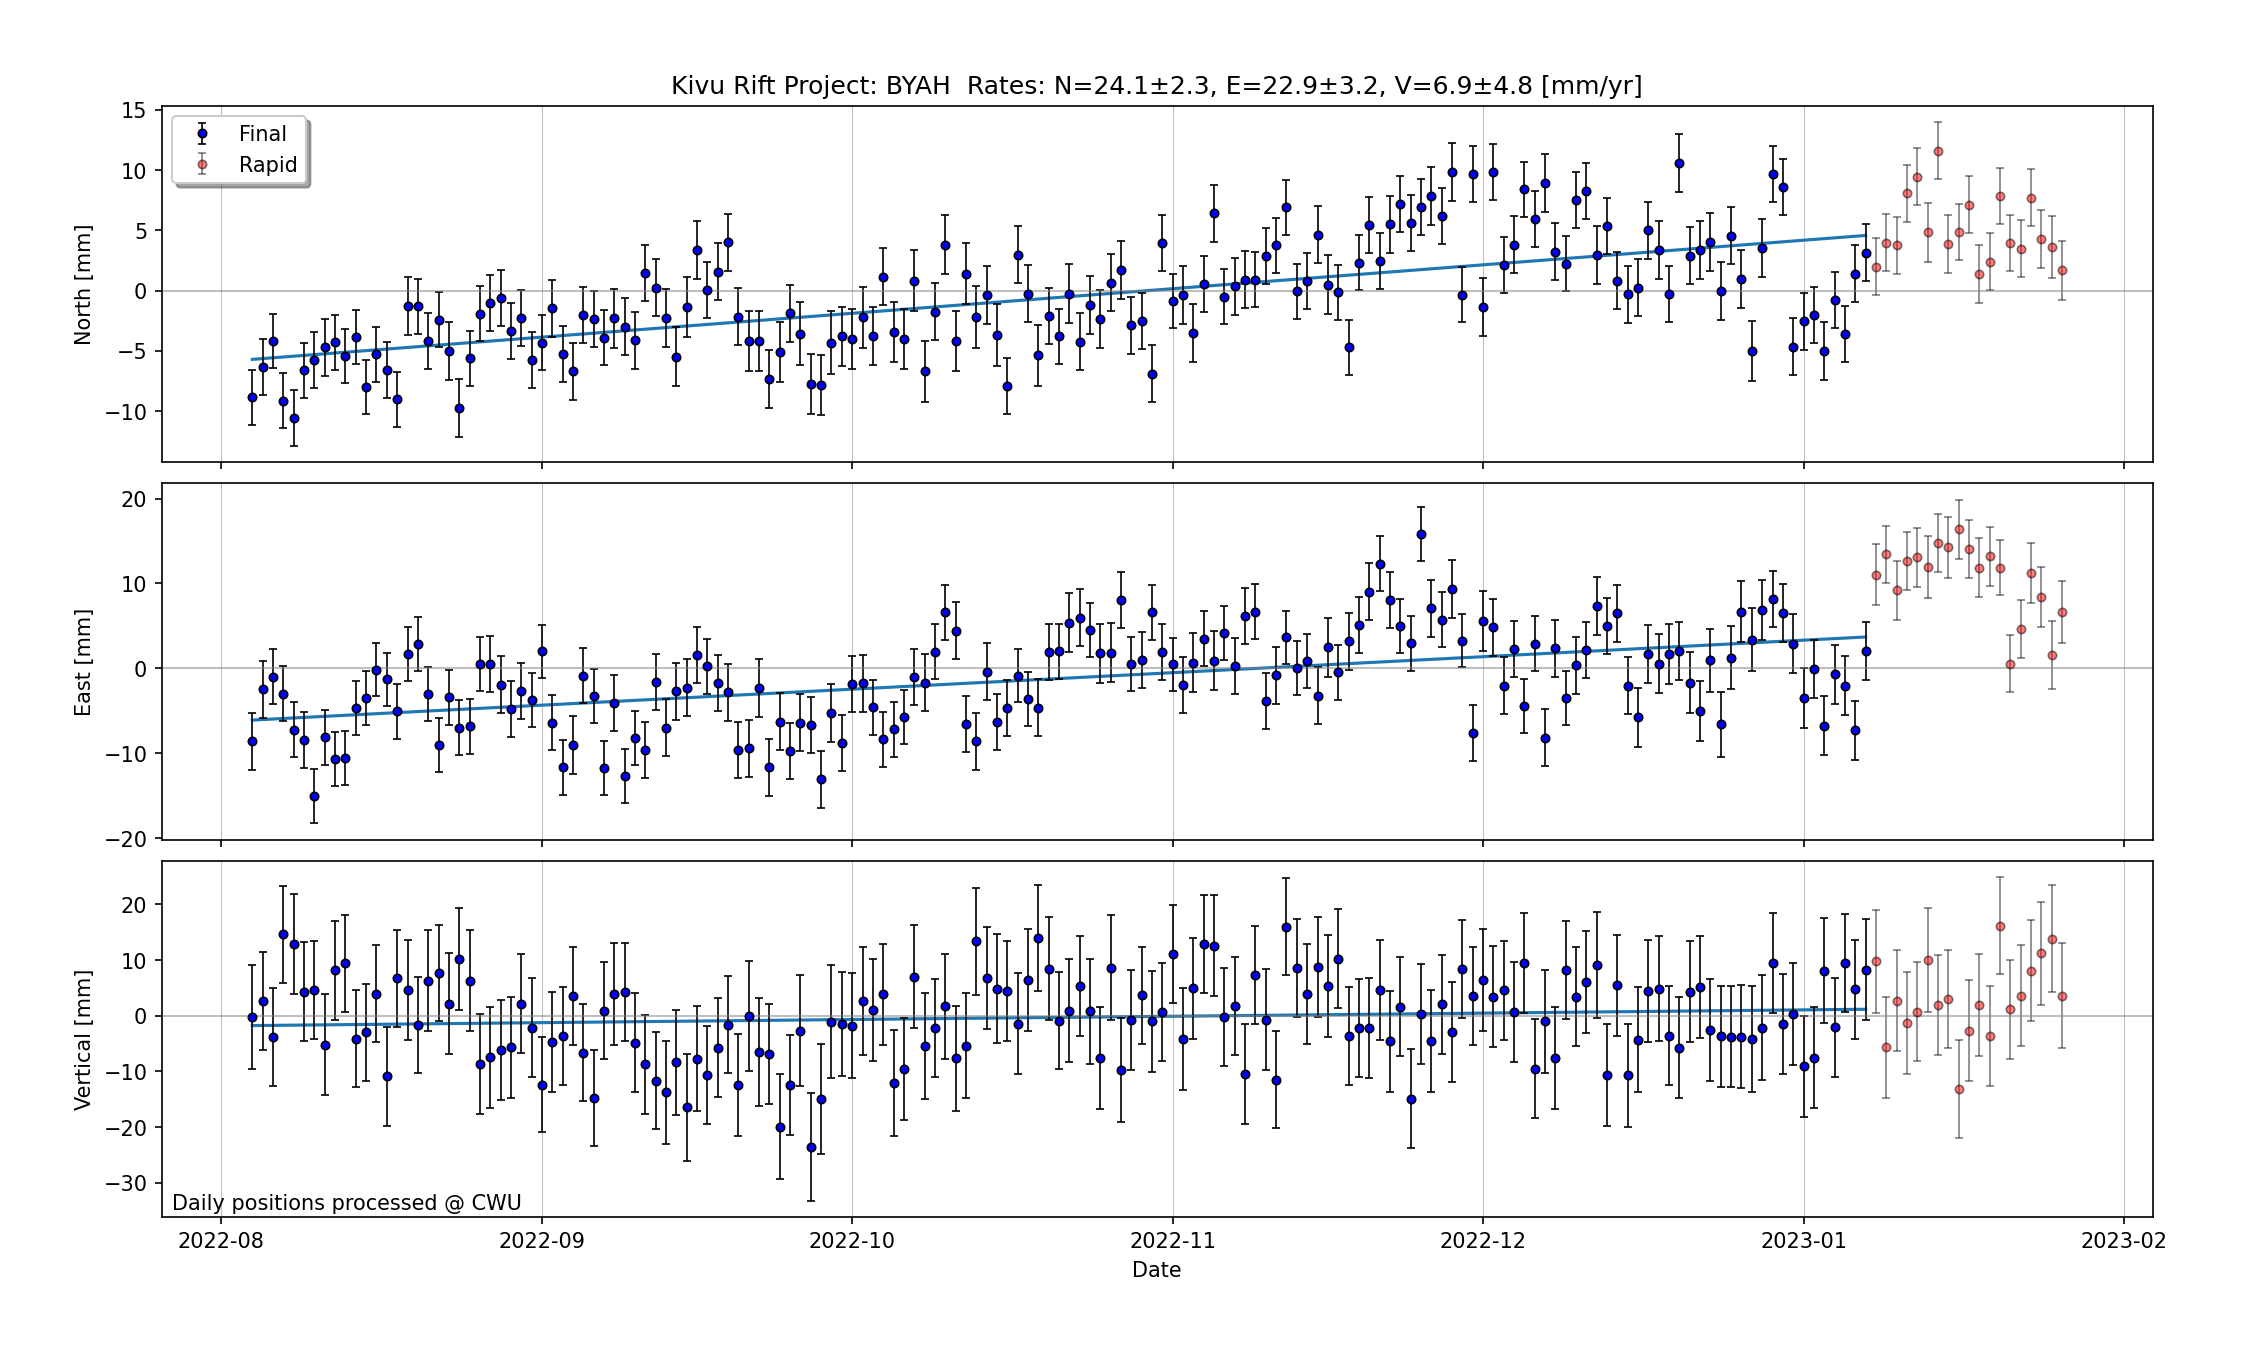 Kivu Rift Project: BYAH  Rates: N=24.1±2.3, E=22.9±3.2, V=6.9±4.8 [mm/yr]
Final
Rapid
North [mm]
15
10
5
0
−5
−10
East [mm]
20
10
0
−10
−20
Vertical [mm]
20
10
0
−10
−20
−30
Daily positions processed @ CWU
2022-08 2022-09 2022-10 2022-11 2022-12 2023-01 2023-02
Date